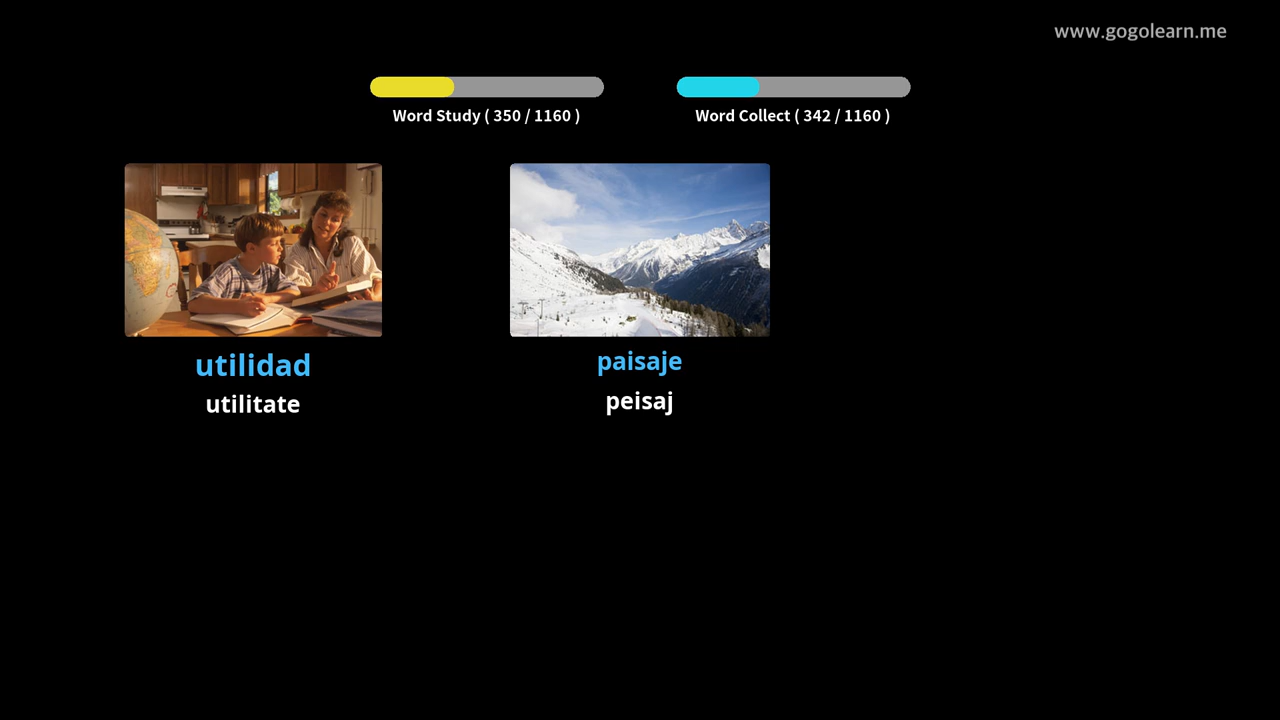 www.gogolearn.me
Word Study ( 350 / 1160 )
Word Collect ( 342 / 1160 )
utilidad
utilitate
paisaje
peisaj